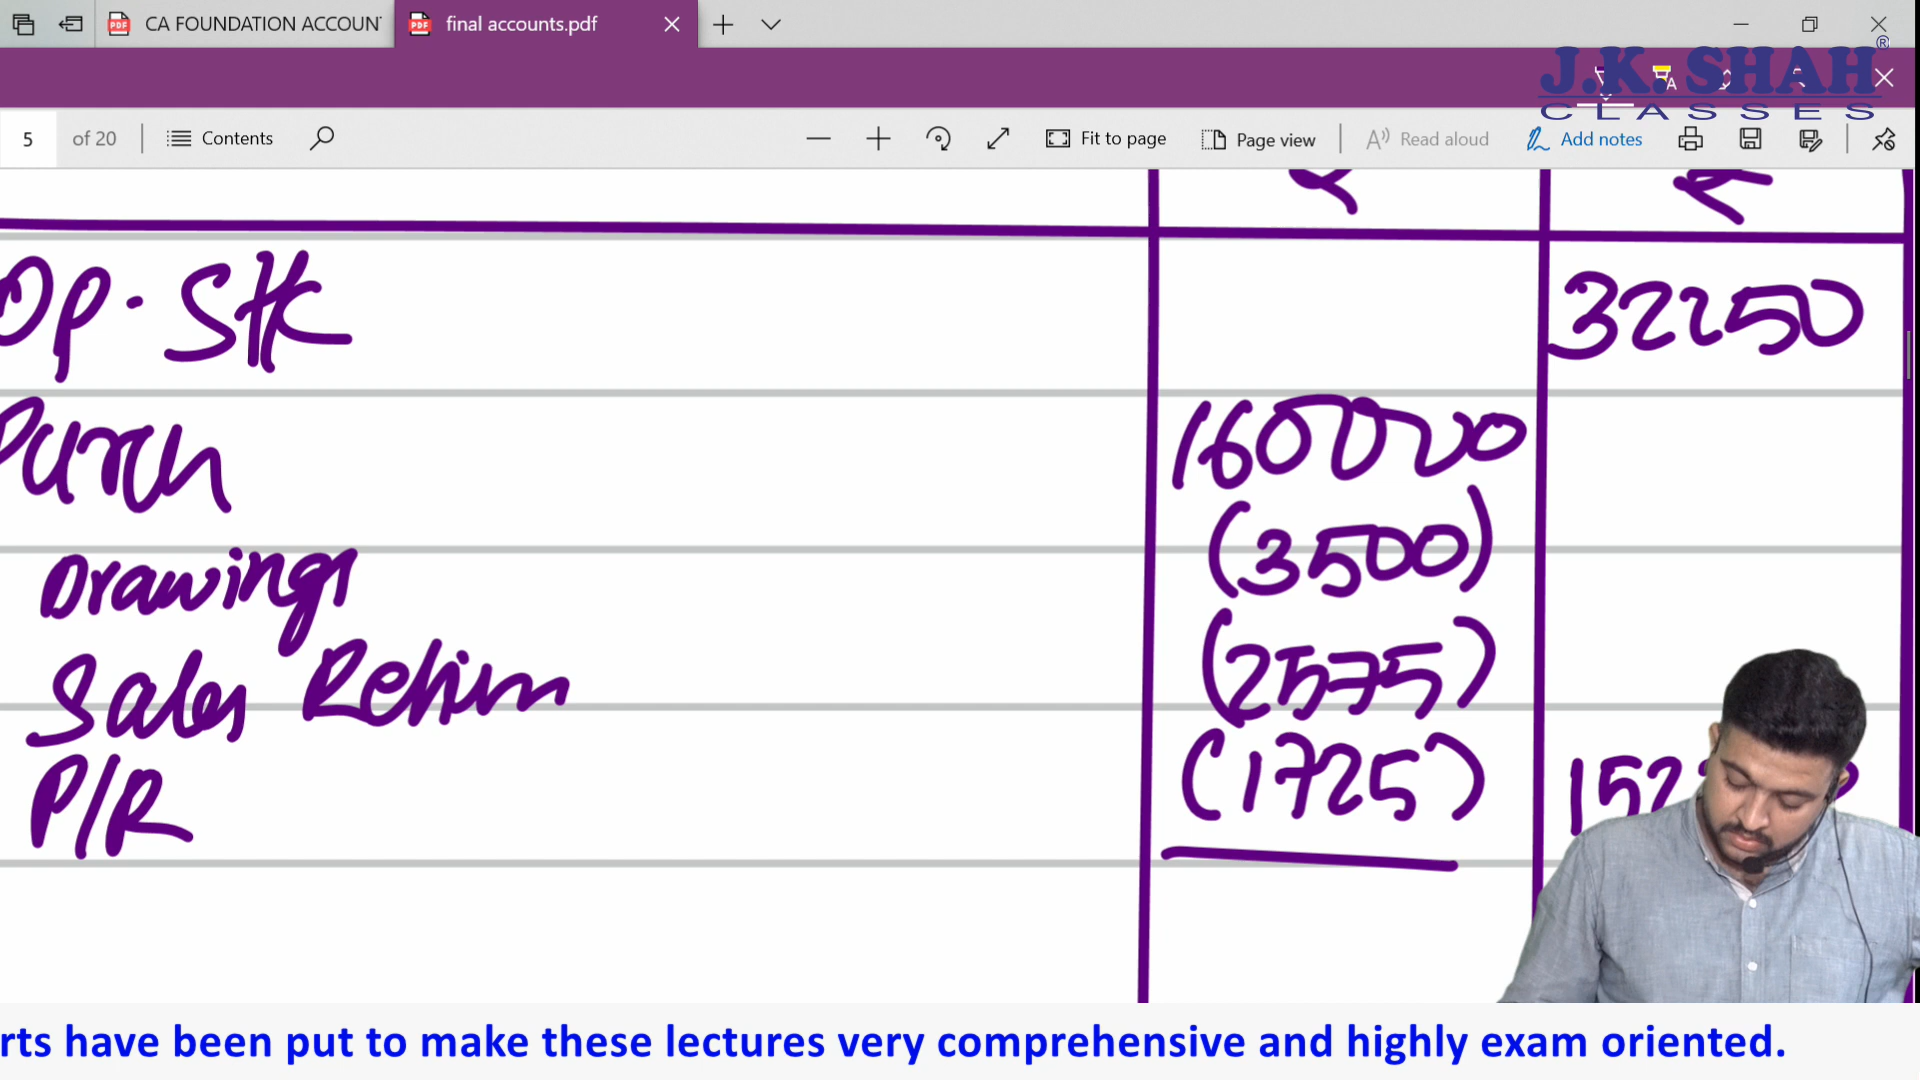 CA FOUNDATION ACCOUN
final accounts.pdf
J.K. SHAH®
CLASSES
5 of 20 Contents Fit to page Page view Read aloud Add notes
₹ ₹
Op. Stk 32250
Purch 160000
Drawings (3500)
Sales Return (2575)
P/R (1725)
rts have been put to make these lectures very comprehensive and highly exam oriented.